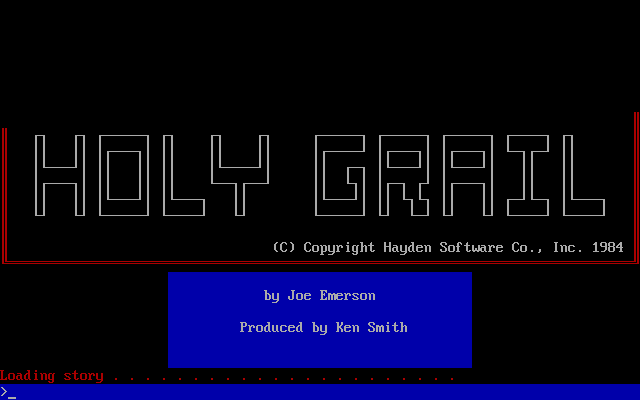 HOLY GRAIL
(C) Copyright Hayden Software Co., Inc. 1984
by Joe Emerson
Produced by Ken Smith
Loading story . . . . . . . . . . . . . . . . . . . . . .
>_